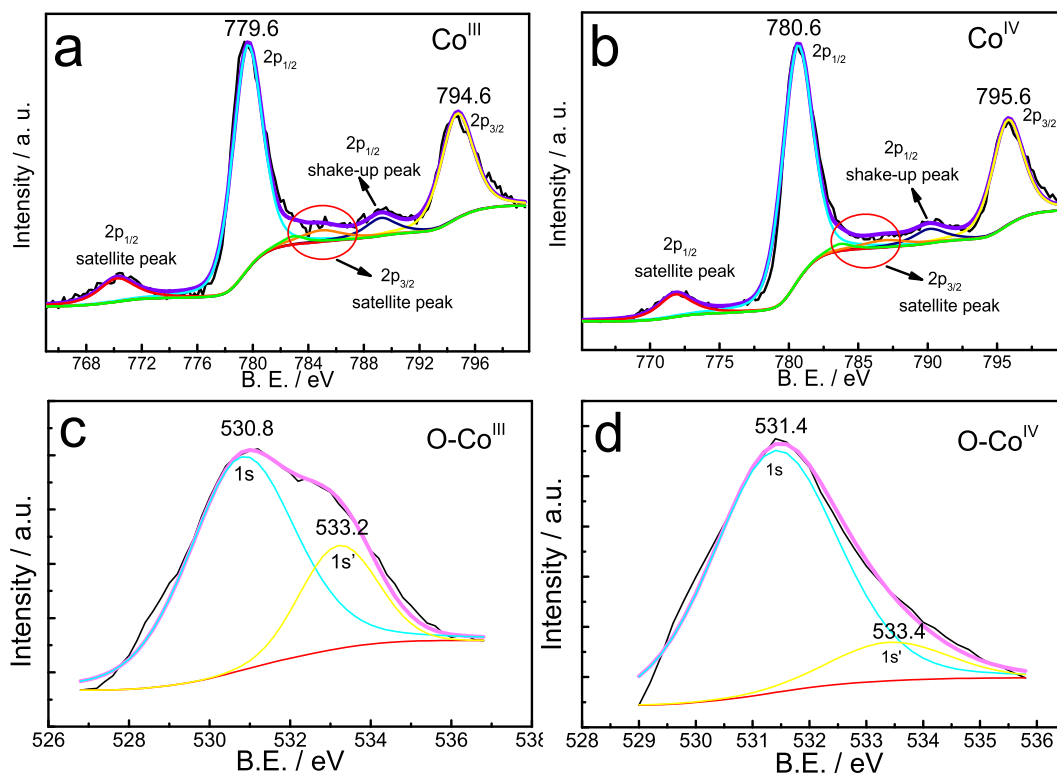 a
779.6
2p1/2
CoIII
794.6
2p3/2
2p1/2
shake-up peak
2p1/2
satellite peak
2p3/2
satellite peak
Intensity / a. u.
768 772 776 780 784 788 792 796
B. E. / eV
b
780.6
2p1/2
CoIV
795.6
2p3/2
2p1/2
shake-up peak
2p1/2
satellite peak
2p3/2
satellite peak
Intensity / a. u.
770 775 780 785 790 795
B. E. / eV
c
530.8
1s
O-CoIII
533.2
1s’
Intensity / a.u.
526 528 530 532 534 536 538
B.E. / eV
d
531.4
1s
O-CoIV
533.4
1s’
Intensity / a.u.
528 529 530 531 532 533 534 535 536
B.E. / eV